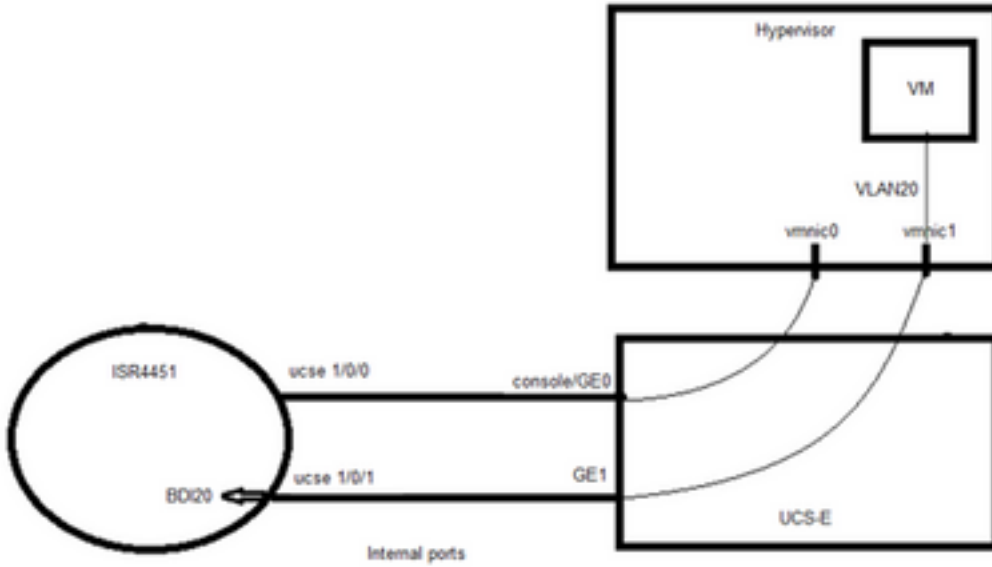 Hypervisor
VM
VLAN20
vmnic0
vmnic1
ISR4451
ucse 1/0/0
console/GE0
ucse 1/0/1
GE1
BDI20
UCS-E
Internal ports